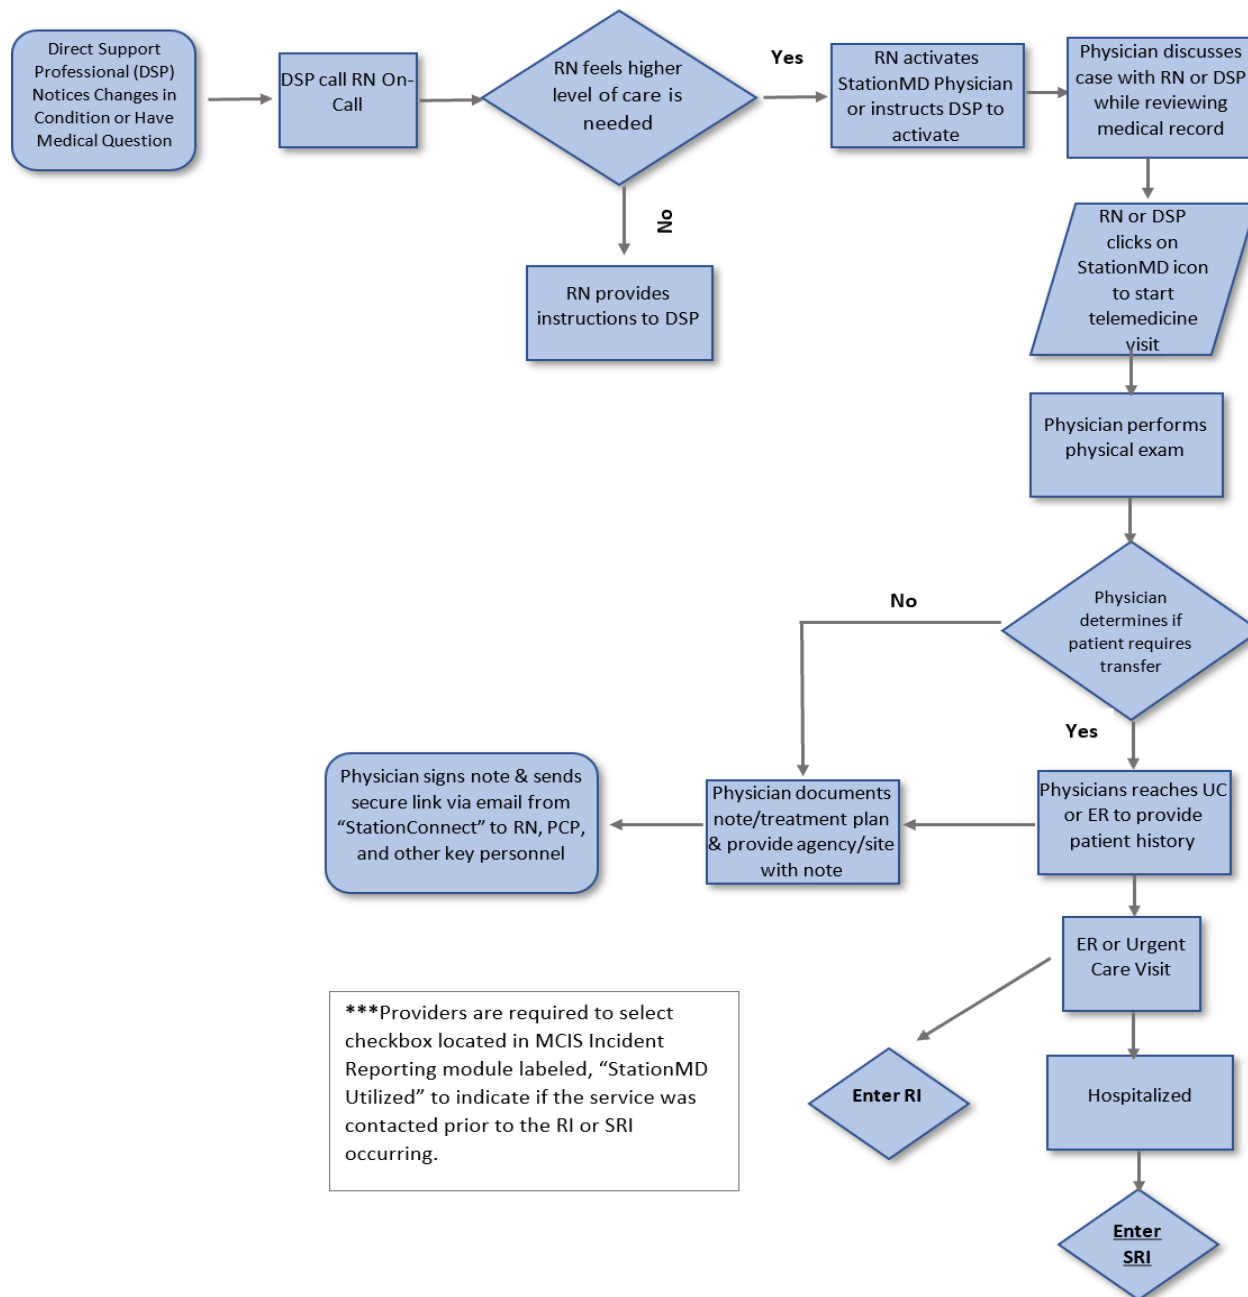 Direct Support
Professional (DSP)
Notices Changes in
Condition or Have
Medical Question
DSP call RN On-
Call
RN feels higher
level of care is
needed
Yes
RN activates
StationMD Physician
or instructs DSP to
activate
Physician discusses
case with RN or DSP
while reviewing
medical record
No
RN provides
instructions to DSP
RN or DSP
clicks on
StationMD icon
to start
telemedicine
visit
Physician performs
physical exam
Physician
determines if
patient requires
transfer
No
Yes
Physicians reaches UC
or ER to provide
patient history
Physician documents
note/treatment plan
& provide agency/site
with note
Physician signs note & sends
secure link via email from
“StationConnect” to RN, PCP,
and other key personnel
ER or Urgent
Care Visit
Enter RI
Hospitalized
Enter
SRI
***Providers are required to select
checkbox located in MCIS Incident
Reporting module labeled, “StationMD
Utilized” to indicate if the service was
contacted prior to the RI or SRI
occurring.